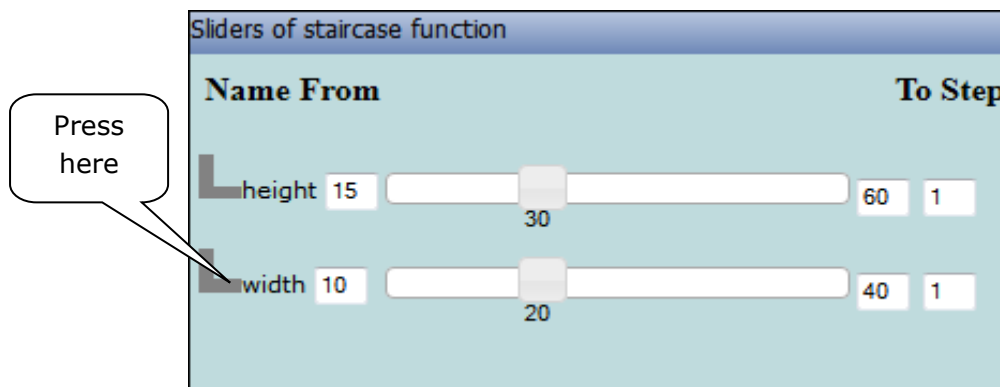 Sliders of staircase function
Name From To Step
Press
here
height 15 60 1
30
width 10 40 1
20